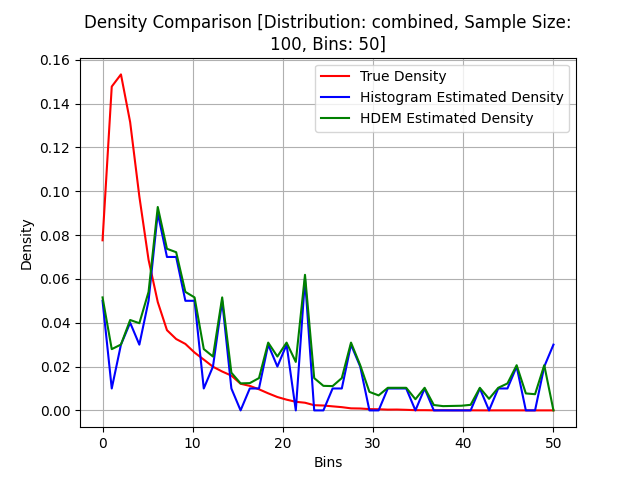 Density Comparison [Distribution: combined, Sample Size:
100, Bins: 50]
True Density
Histogram Estimated Density
HDEM Estimated Density
Density
0.16
0.14
0.12
0.10
0.08
0.06
0.04
0.02
0.00
0 10 20 30 40 50
Bins